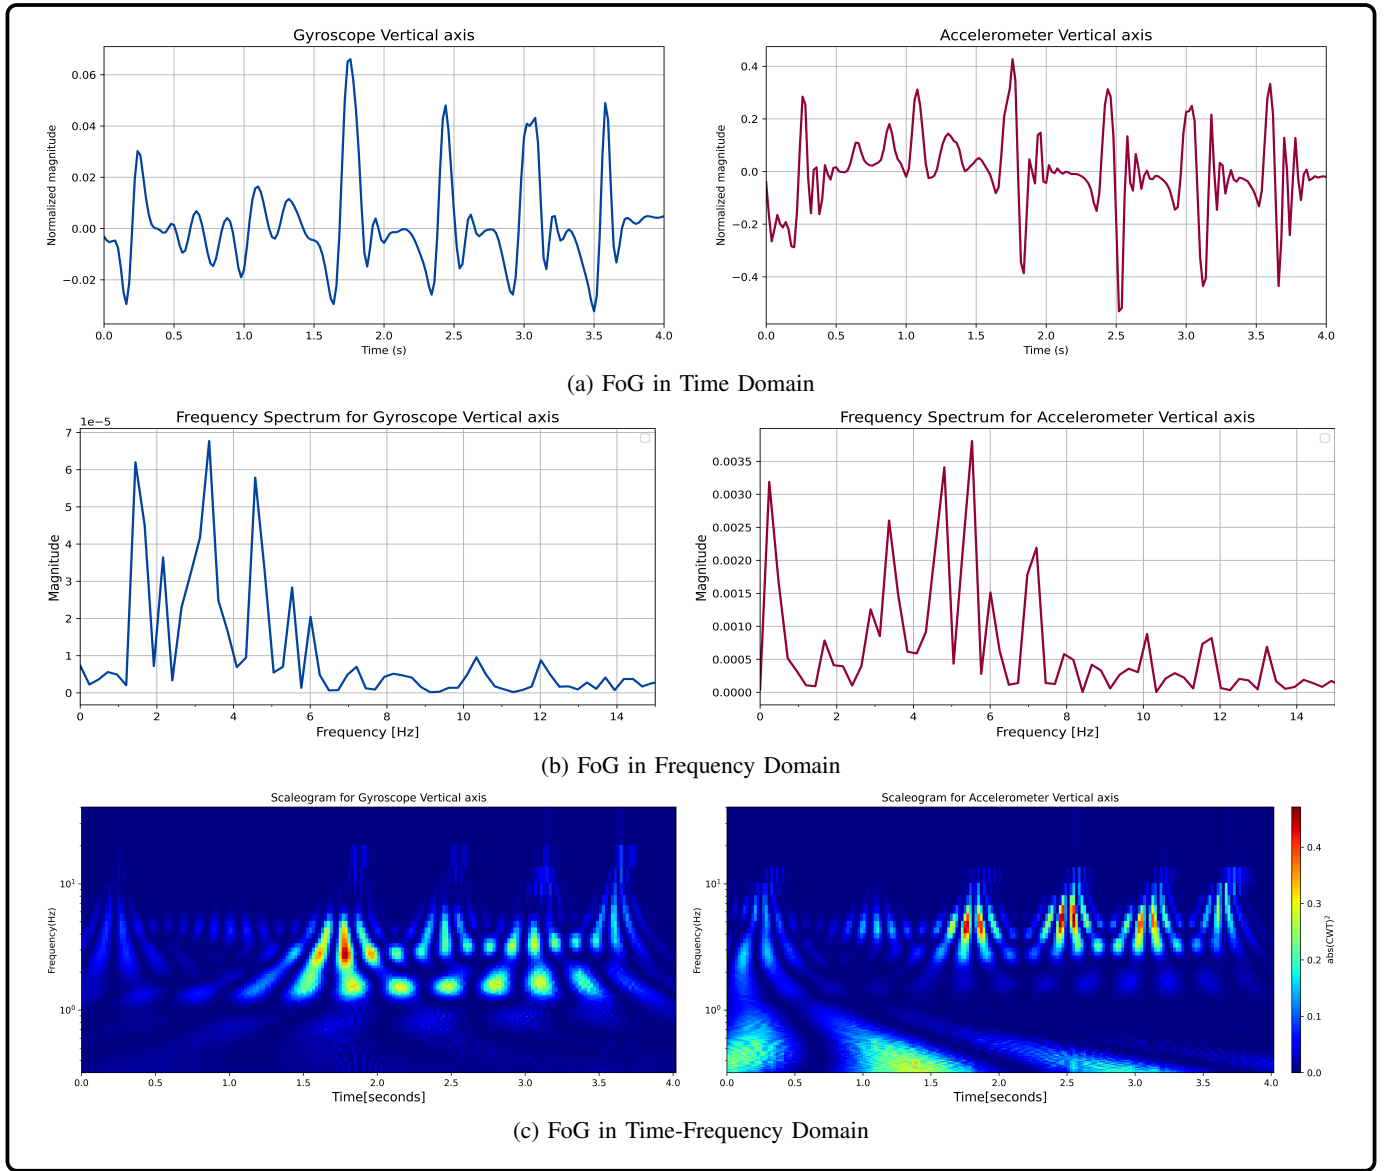 Gyroscope Vertical axis
Normalized magnitude
0.06
0.04
0.02
0.00
−0.02
0.0 0.5 1.0 1.5 2.0 2.5 3.0 3.5 4.0
Time (s)
Accelerometer Vertical axis
Normalized magnitude
0.4
0.2
0.0
−0.2
−0.4
0.0 0.5 1.0 1.5 2.0 2.5 3.0 3.5 4.0
Time (s)
(a) FoG in Time Domain
Frequency Spectrum for Gyroscope Vertical axis
1e−5
Magnitude
7
6
5
4
3
2
1
0
0 2 4 6 8 10 12 14
Frequency [Hz]
Frequency Spectrum for Accelerometer Vertical axis
Magnitude
0.0035
0.0030
0.0025
0.0020
0.0015
0.0010
0.0005
0.0000
0 2 4 6 8 10 12 14
Frequency [Hz]
(b) FoG in Frequency Domain
Scaleogram for Gyroscope Vertical axis
Frequency(Hz)
10¹
10⁰
0.0 0.5 1.0 1.5 2.0 2.5 3.0 3.5 4.0
Time[seconds]
Scaleogram for Accelerometer Vertical axis
Frequency(Hz)
10¹
10⁰
0.0 0.5 1.0 1.5 2.0 2.5 3.0 3.5 4.0
Time[seconds]
0.4
0.3
0.2
0.1
0.0
abs(CWT)²
(c) FoG in Time-Frequency Domain